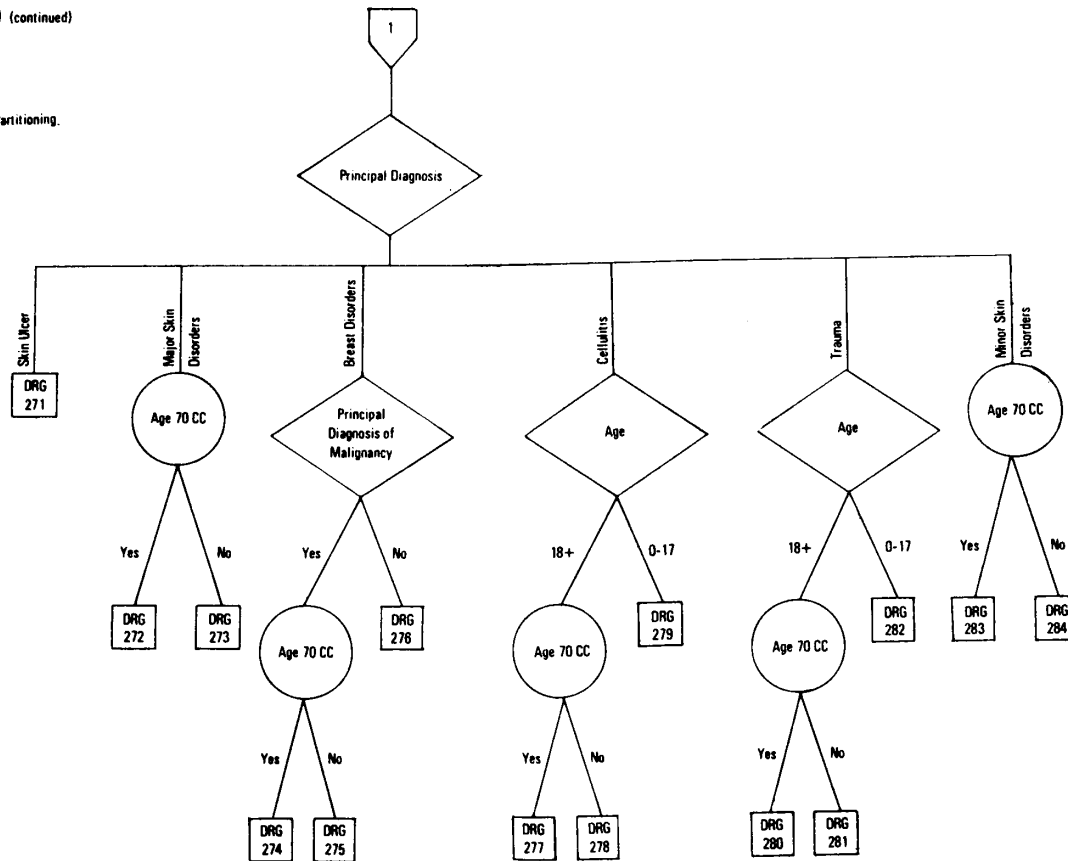 (continued)
artitioning.
1
Principal Diagnosis
Skin Ulcer
Major Skin
Disorders
Breast Disorders
Cellulitis
Trauma
Minor Skin
Disorders
DRG
271
Age 70 CC
Principal
Diagnosis of
Malignancy
Age
Age
Age 70 CC
Yes
No
Yes
No
18+
0-17
18+
0-17
Yes
No
DRG
272
DRG
273
Age 70 CC
DRG
276
Age 70 CC
DRG
279
Age 70 CC
DRG
282
DRG
283
DRG
284
Yes
No
Yes
No
Yes
No
DRG
274
DRG
275
DRG
277
DRG
278
DRG
280
DRG
281